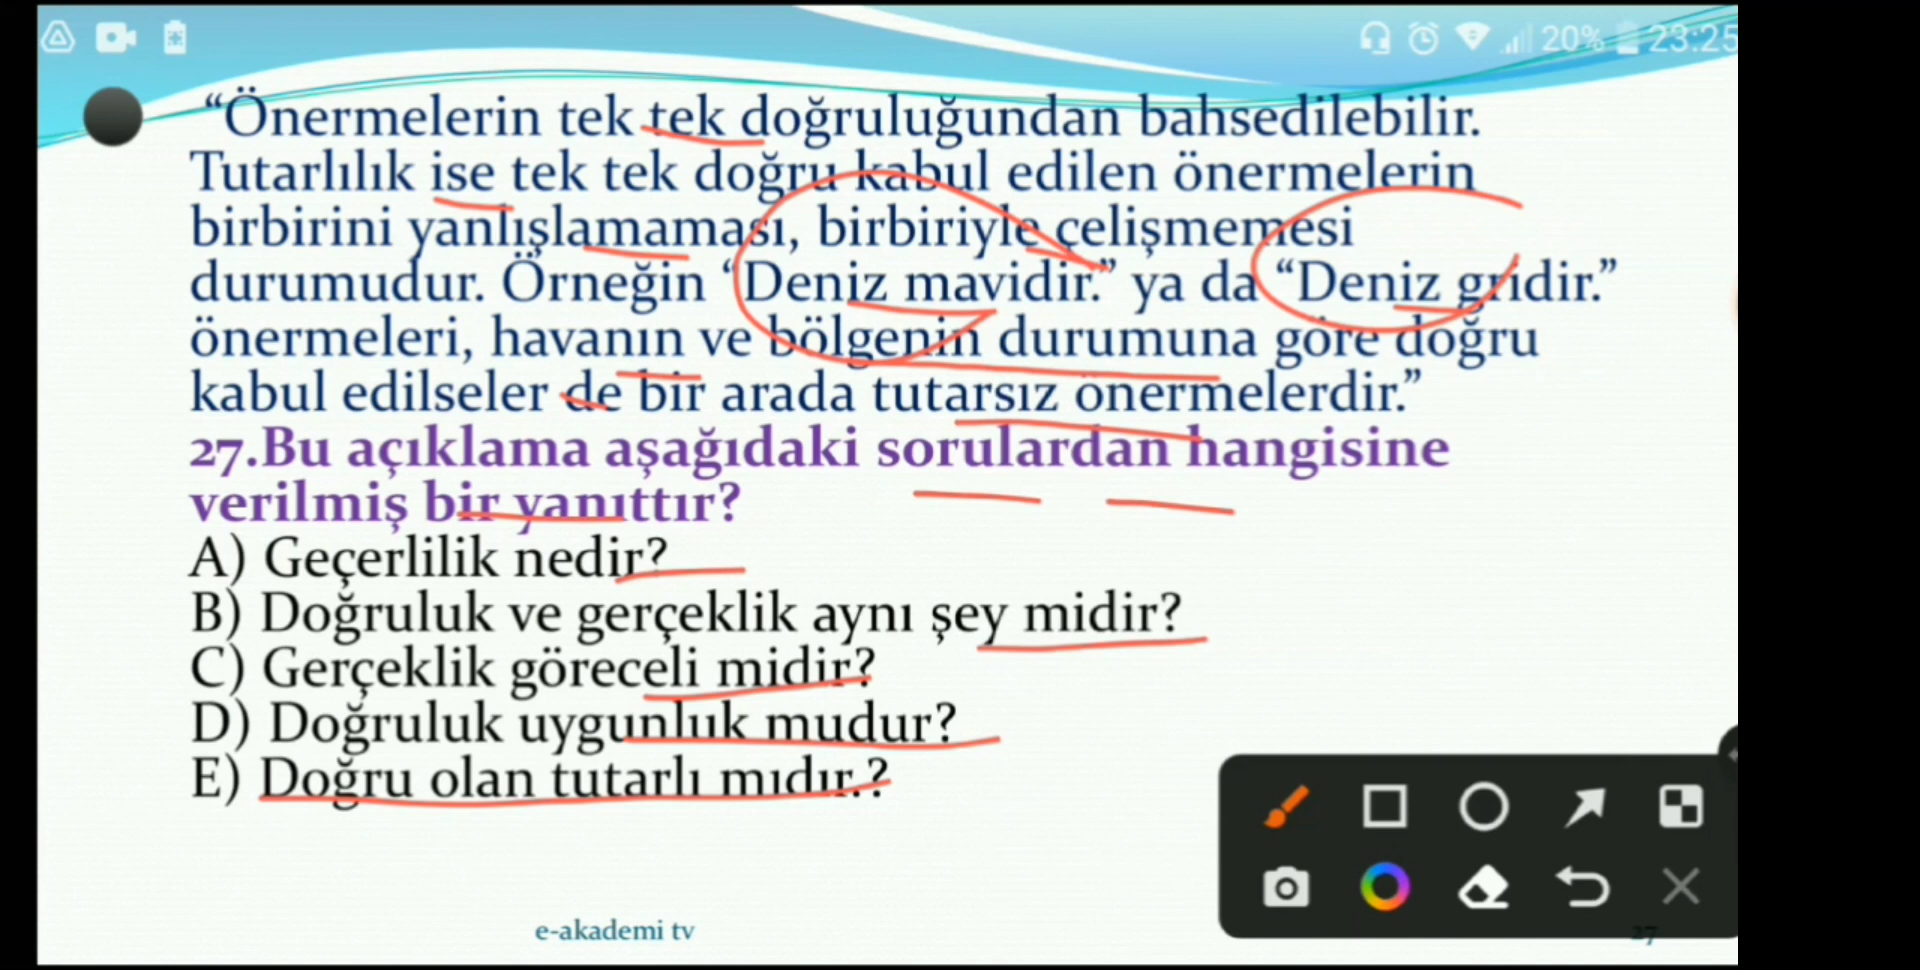 20% 23:25
“Önermelerin tek tek doğruluğundan bahsedilebilir.
Tutarlılık ise tek tek doğru kabul edilen önermelerin
birbirini yanlışlamaması, birbiriyle çelişmemesi
durumudur. Örneğin “Deniz mavidir.” ya da “Deniz gridir.”
önermeleri, havanın ve bölgenin durumuna göre doğru
kabul edilseler de bir arada tutarsız önermelerdir.”
27.Bu açıklama aşağıdaki sorulardan hangisine
verilmiş bir yanıttır?
A) Geçerlilik nedir?
B) Doğruluk ve gerçeklik aynı şey midir?
C) Gerçeklik göreceli midir?
D) Doğruluk uygunluk mudur?
E) Doğru olan tutarlı mıdır.?
e-akademi tv
27